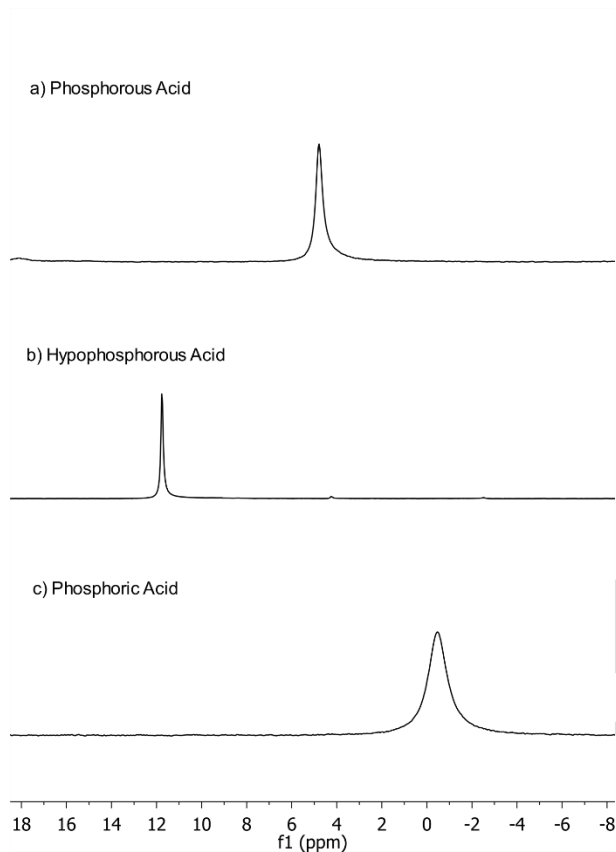 a) Phosphorous Acid
b) Hypophosphorous Acid
c) Phosphoric Acid
18 16 14 12 10 8 6 4 2 0 -2 -4 -6 -8
f1 (ppm)